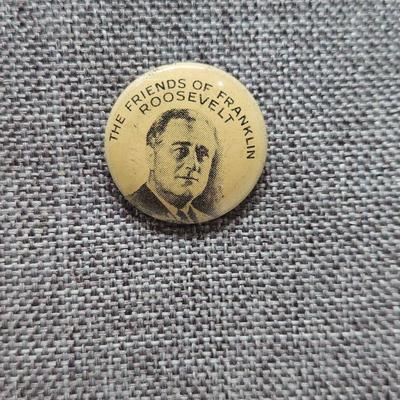 THE FRIENDS OF FRANKLIN
ROOSEVELT